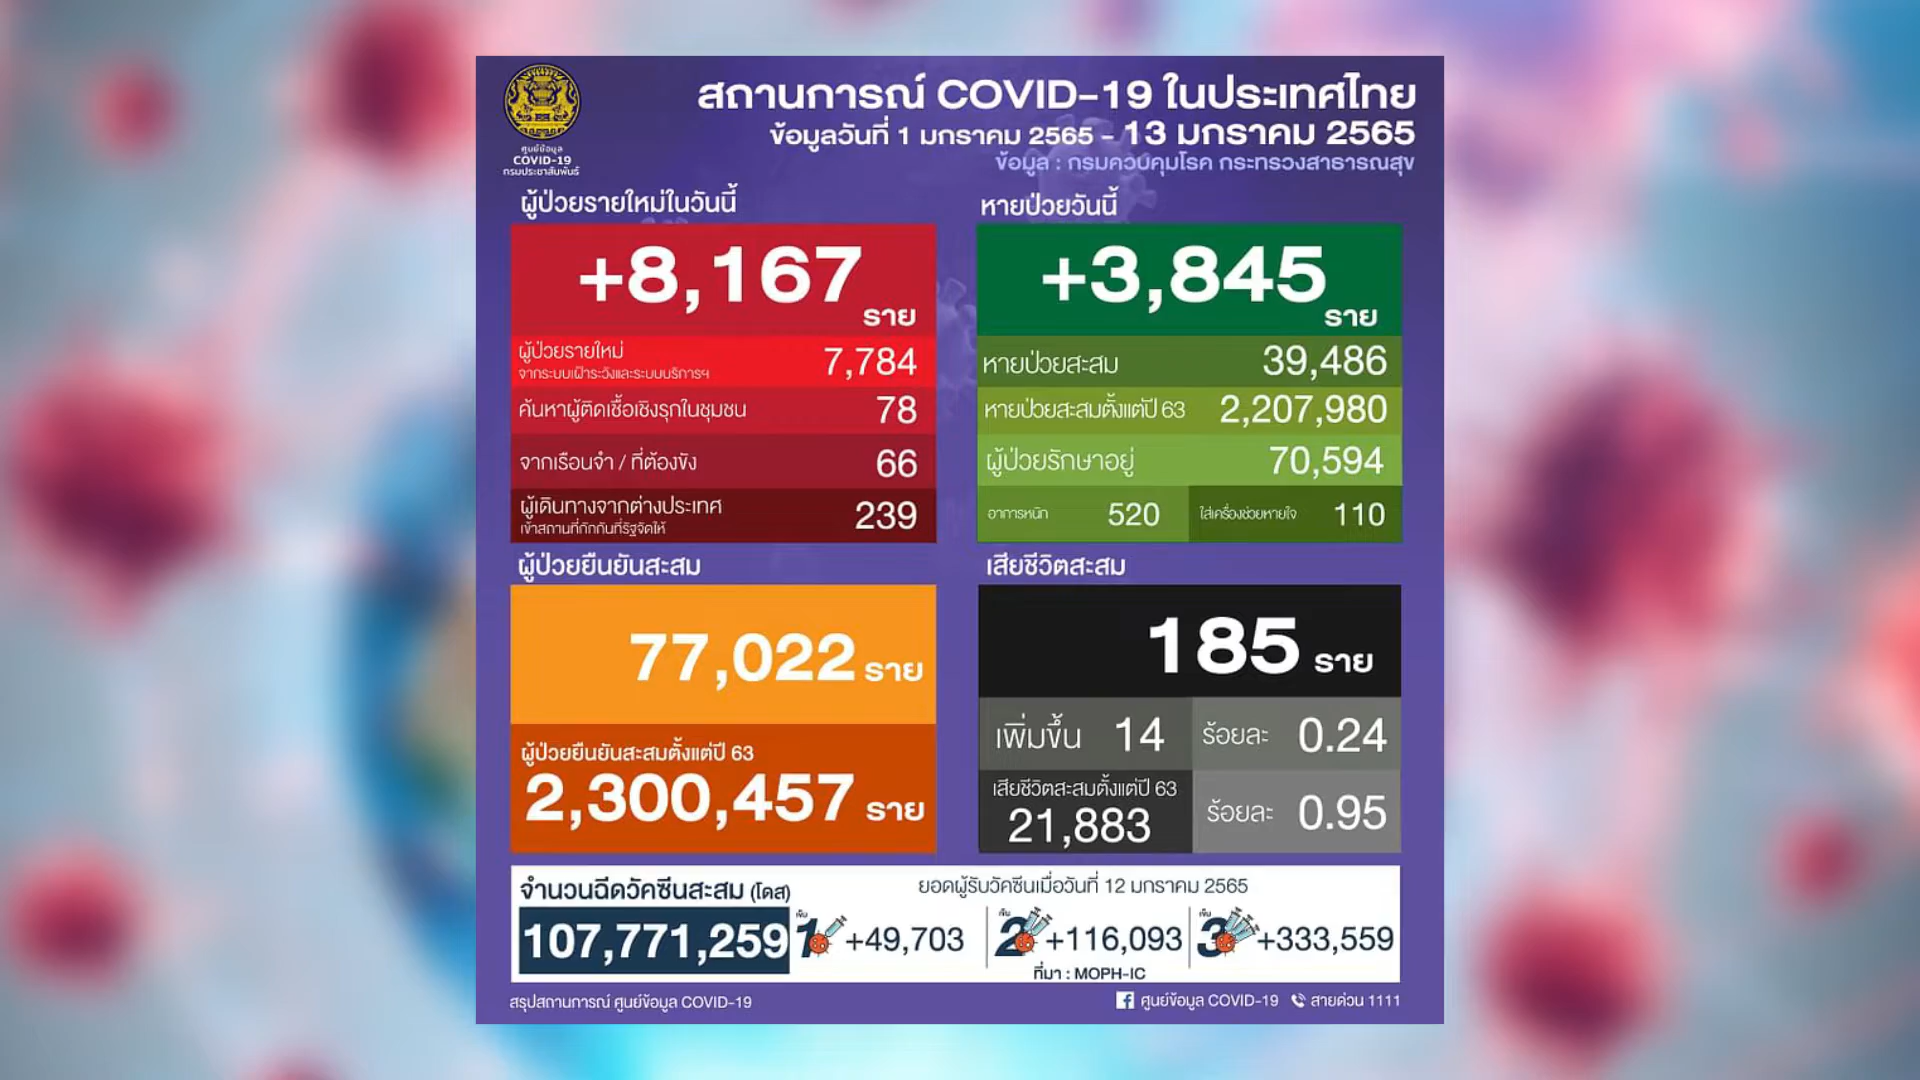 ศูนย์ข้อมูล
COVID-19
กรมประชาสัมพันธ์
สถานการณ์ COVID-19 ในประเทศไทย
ข้อมูลวันที่ 1 มกราคม 2565 - 13 มกราคม 2565
ข้อมูล : กรมควบคุมโรค กระทรวงสาธารณสุข
ผู้ป่วยรายใหม่ในวันนี้
+8,167
ราย
ผู้ป่วยรายใหม่
จากระบบเฝ้าระวังและระบบบริการฯ
7,784
ค้นหาผู้ติดเชื้อเชิงรุกในชุมชน 78
จากเรือนจำ / ที่ต้องขัง 66
ผู้เดินทางจากต่างประเทศ
เข้าสถานที่กักกันที่รัฐจัดให้
239
หายป่วยวันนี้
+3,845
ราย
หายป่วยสะสม 39,486
หายป่วยสะสมตั้งแต่ปี 63 2,207,980
ผู้ป่วยรักษาอยู่ 70,594
อาการหนัก 520 ใส่เครื่องช่วยหายใจ 110
ผู้ป่วยยืนยันสะสม
77,022 ราย
ผู้ป่วยยืนยันสะสมตั้งแต่ปี 63
2,300,457 ราย
เสียชีวิตสะสม
185 ราย
เพิ่มขึ้น 14 ร้อยละ 0.24
เสียชีวิตสะสมตั้งแต่ปี 63
21,883
ร้อยละ 0.95
จำนวนฉีดวัคซีนสะสม (โดส)
107,771,259
ยอดผู้รับวัคซีนเมื่อวันที่ 12 มกราคม 2565
เข็ม 1 +49,703
เข็ม 2 +116,093
เข็ม 3 +333,559
ที่มา : MOPH-IC
สรุปสถานการณ์ ศูนย์ข้อมูล COVID-19
ศูนย์ข้อมูล COVID-19 สายด่วน 1111